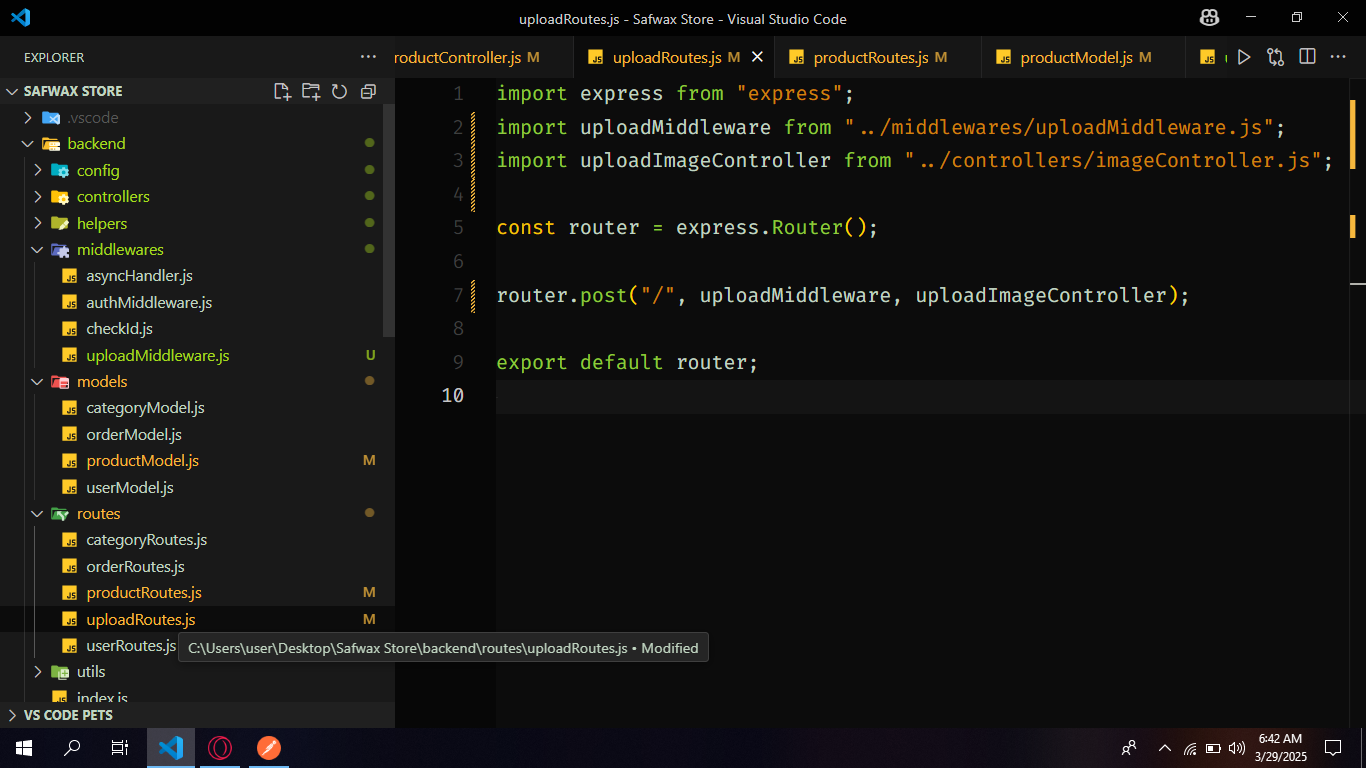 uploadRoutes.js - Safwax Store - Visual Studio Code
EXPLORER
SAFWAX STORE
.vscode
backend
config
controllers
helpers
middlewares
asyncHandler.js
authMiddleware.js
checkId.js
uploadMiddleware.js U
models
categoryModel.js
orderModel.js
productModel.js M
userModel.js
routes
categoryRoutes.js
orderRoutes.js
productRoutes.js M
uploadRoutes.js M
userRoutes.js
C:\Users\user\Desktop\Safwax Store\backend\routes\uploadRoutes.js • Modified
utils
index.js
VS CODE PETS
roductController.js M
uploadRoutes.js M
productRoutes.js M
productModel.js M
1 import express from "express";
2 import uploadMiddleware from "../middlewares/uploadMiddleware.js";
3 import uploadImageController from "../controllers/imageController.js";
4
5 const router = express.Router();
6
7 router.post("/", uploadMiddleware, uploadImageController);
8
9 export default router;
10
6:42 AM
3/29/2025